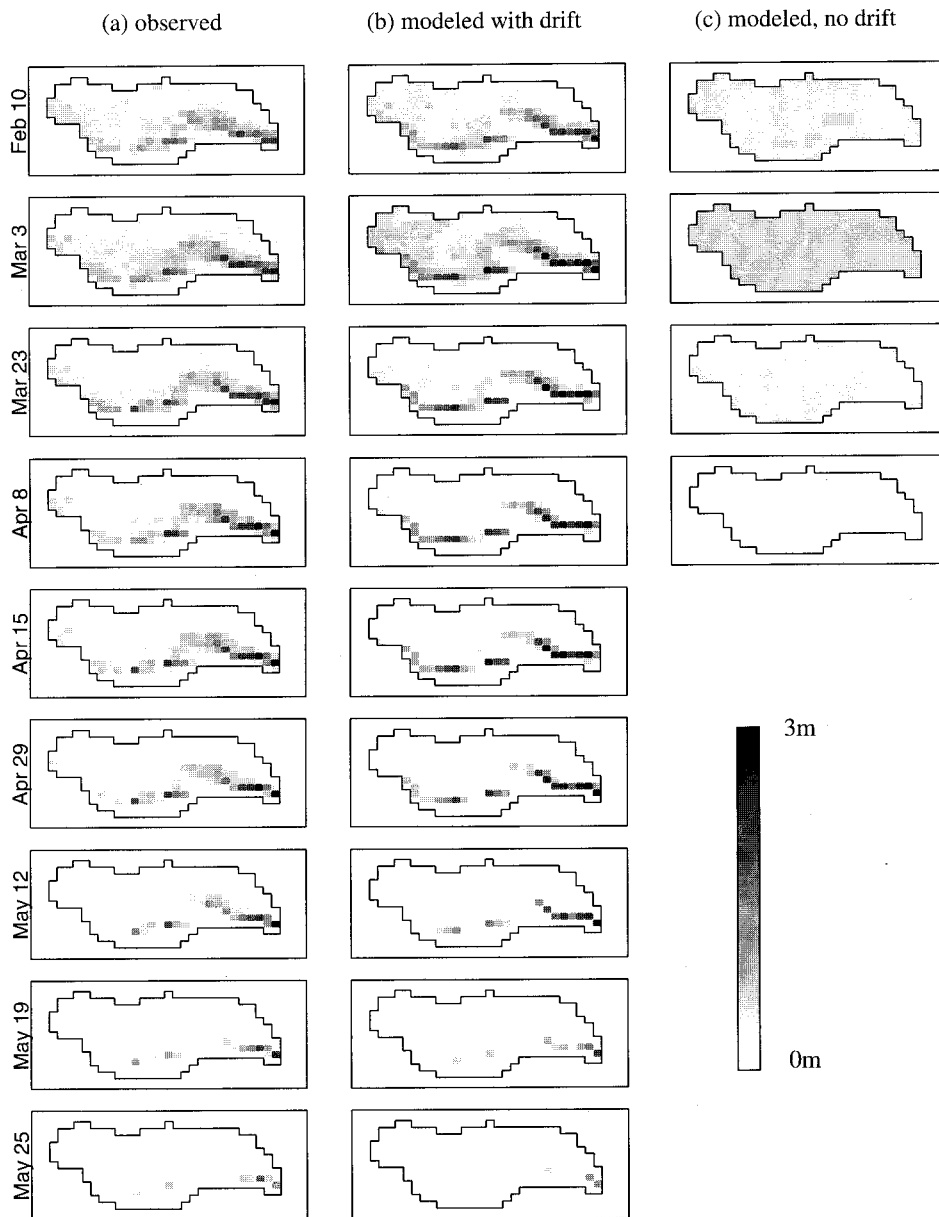 (a) observed
(b) modeled with drift
(c) modeled, no drift
Feb 10
Mar 3
Mar 23
Apr 8
Apr 15
Apr 29
May 12
May 19
May 25
3m
0m